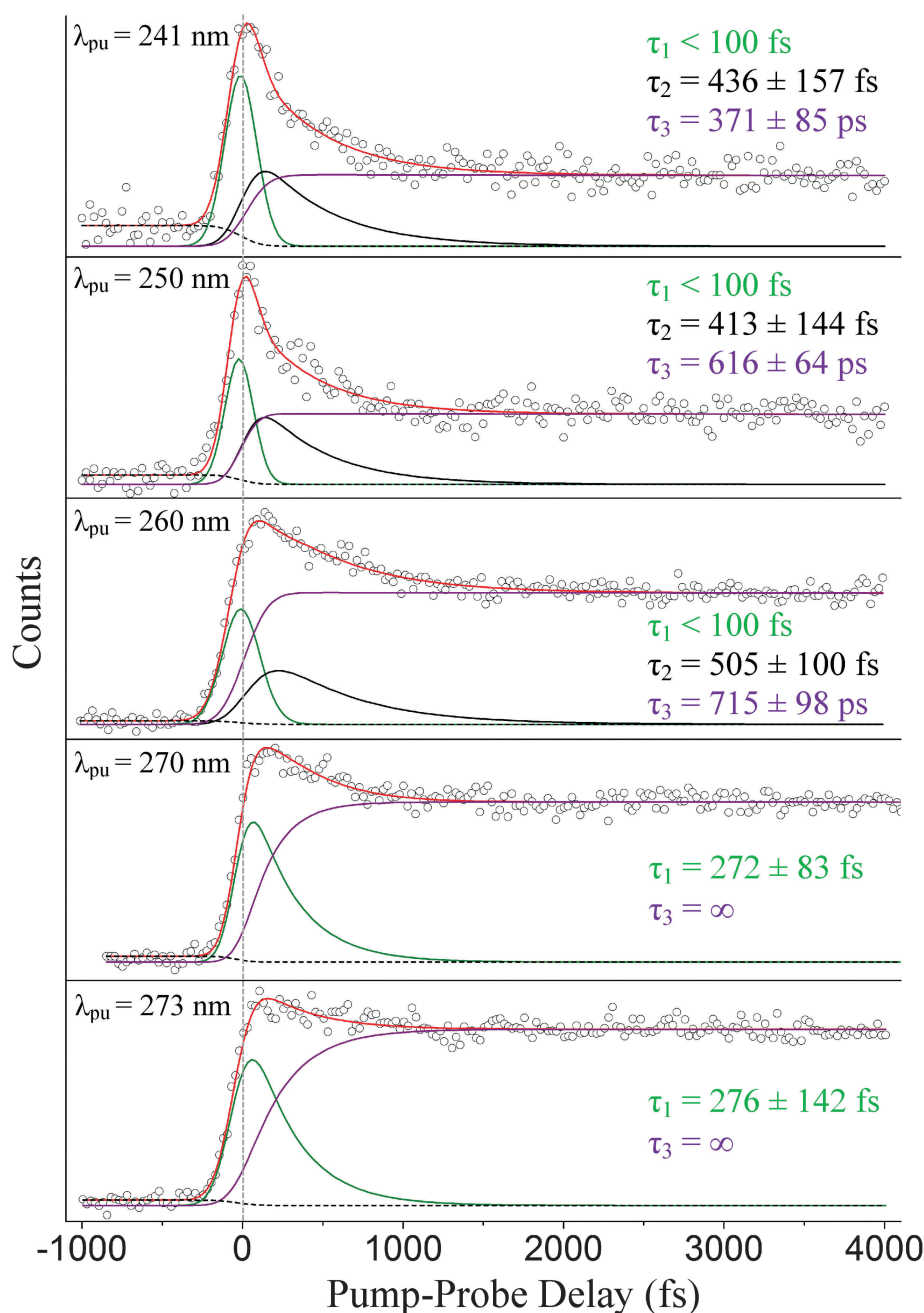 λpu = 241 nm
τ1 < 100 fs
τ2 = 436 ± 157 fs
τ3 = 371 ± 85 ps
λpu = 250 nm
τ1 < 100 fs
τ2 = 413 ± 144 fs
τ3 = 616 ± 64 ps
λpu = 260 nm
τ1 < 100 fs
τ2 = 505 ± 100 fs
τ3 = 715 ± 98 ps
Counts
λpu = 270 nm
τ1 = 272 ± 83 fs
τ3 = ∞
λpu = 273 nm
τ1 = 276 ± 142 fs
τ3 = ∞
-1000 0 1000 2000 3000 4000
Pump-Probe Delay (fs)